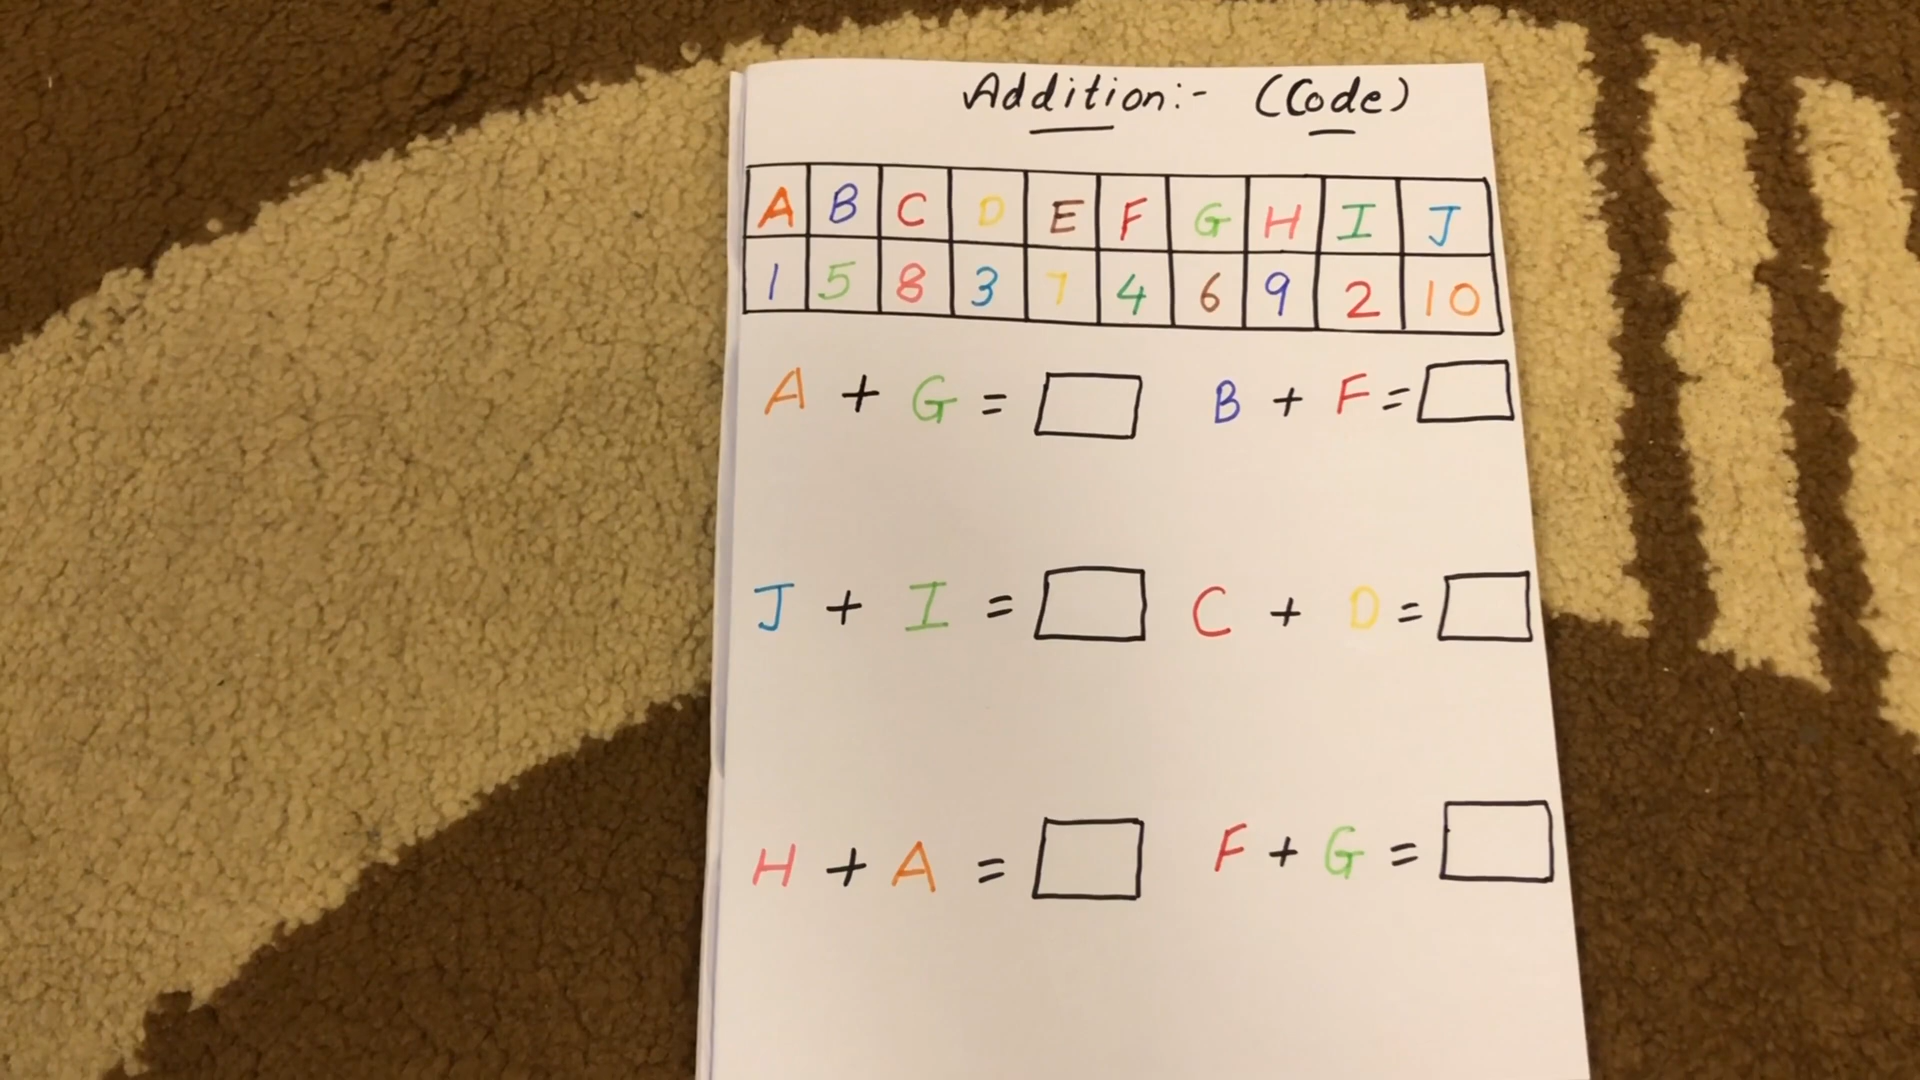 Addition:- (Code)
A B C D E F G H I J
1 5 8 3 7 4 6 9 2 10
A + G = B + F =
J + I = C + D =
H + A = F + G =